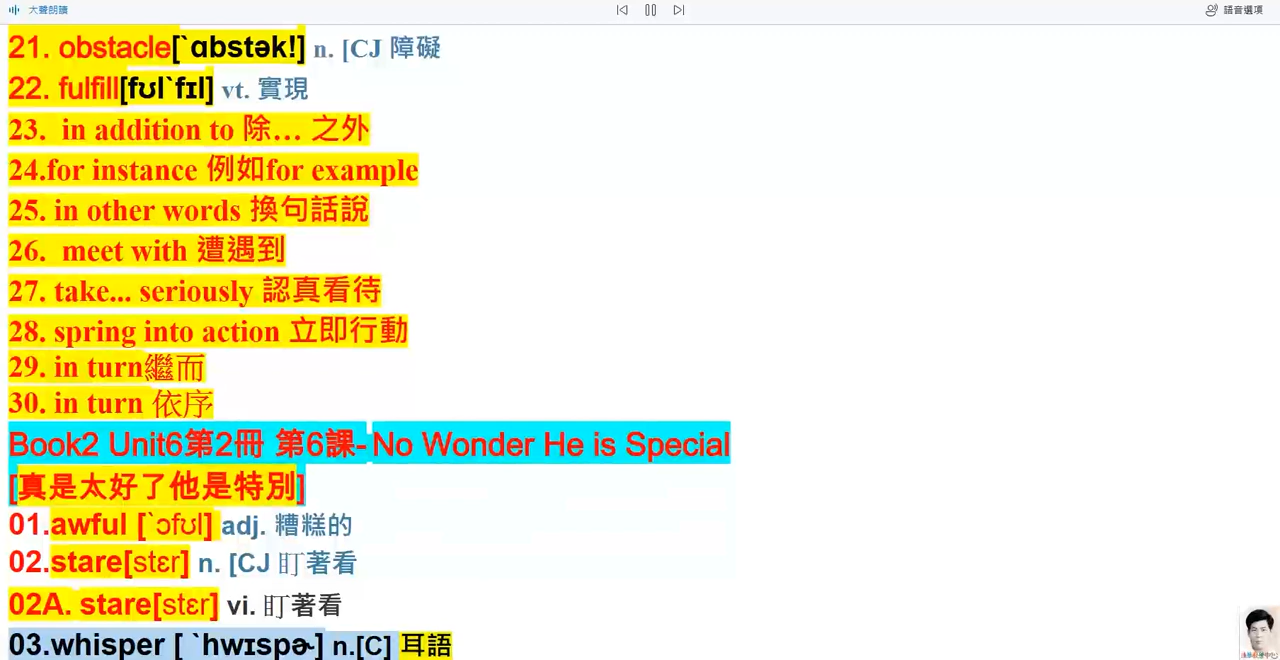 大聲朗讀
語音選項
21. obstacle[ˋɑbstək!] n. [CJ 障礙
22. fulfill[fʊlˋfɪl] vt. 實現
23. in addition to 除… 之外
24.for instance 例如for example
25. in other words 換句話說
26. meet with 遭遇到
27. take... seriously 認真看待
28. spring into action 立即行動
29. in turn繼而
30. in turn 依序
Book2 Unit6第2冊 第6課- No Wonder He is Special
[真是太好了他是特別]
01.awful [ˋɔfʊl] adj. 糟糕的
02.stare[stɛr] n. [CJ 盯著看
02A. stare[stɛr] vi. 盯著看
03.whisper [ ˋhwɪspɚ] n.[C] 耳語